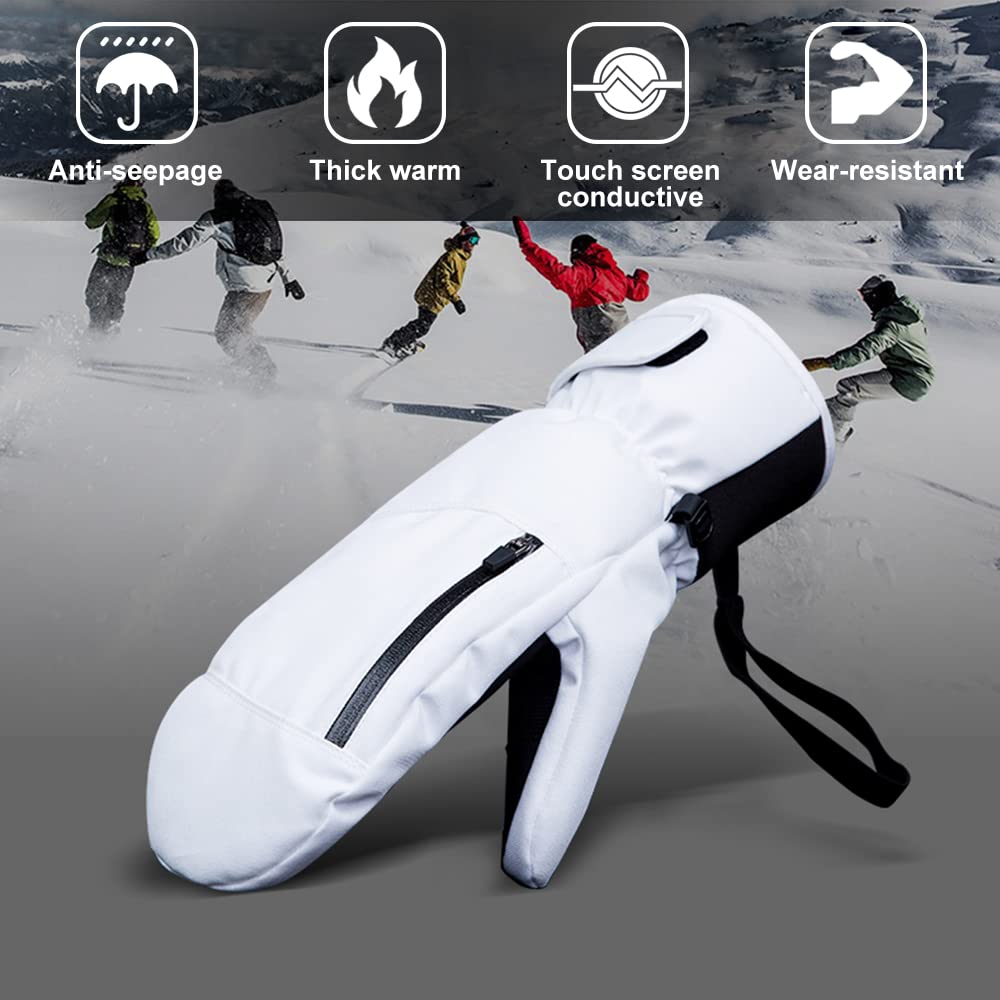 Anti-seepage
Thick warm
Touch screen
conductive
Wear-resistant